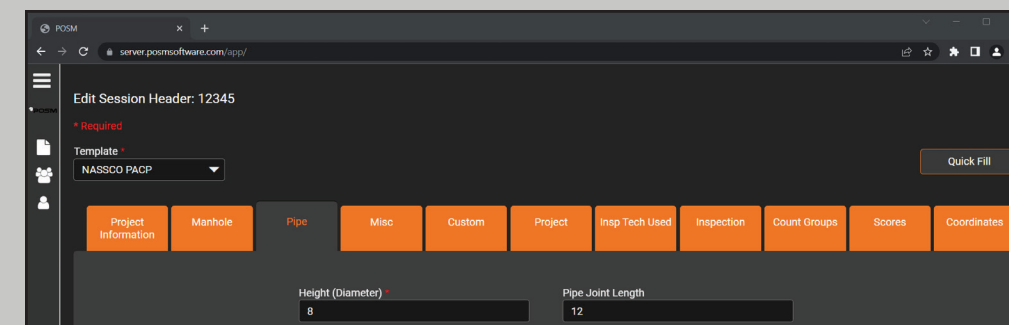 POSM
server.posmsoftware.com/app/
POSM
Edit Session Header: 12345
* Required
Template *
NASSCO PACP
Quick Fill
Project Information
Manhole
Pipe
Misc
Custom
Project
Insp Tech Used
Inspection
Count Groups
Scores
Coordinates
Height (Diameter) *
Pipe Joint Length
8
12